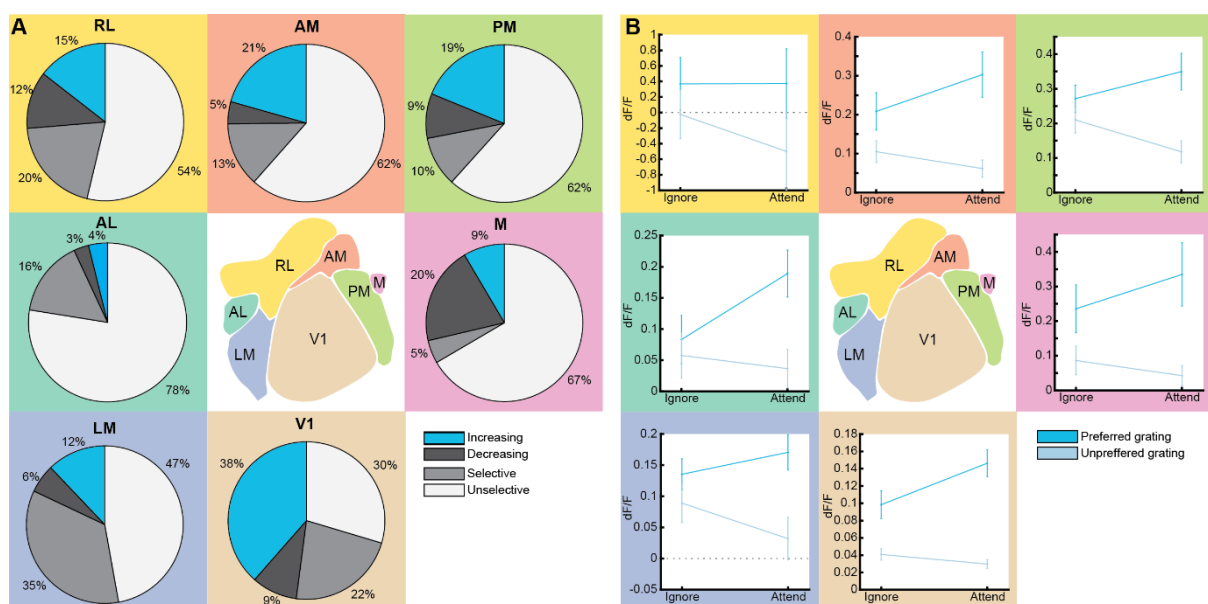 A
RL
15%
12%
20%
54%
AM
21%
5%
13%
62%
PM
19%
9%
10%
62%
AL
4%
3%
16%
78%
RL
AM
PM
M
AL
LM
V1
M
9%
20%
5%
67%
LM
12%
6%
35%
47%
V1
38%
9%
22%
30%
Increasing
Decreasing
Selective
Unselective
B
dF/F
1
0.8
0.6
0.4
0.2
0
-0.2
-0.4
-0.6
-0.8
-1
Ignore Attend
dF/F
0.4
0.3
0.2
0.1
0
Ignore Attend
dF/F
0.4
0.3
0.2
0.1
0
Ignore Attend
dF/F
0.25
0.2
0.15
0.1
0.05
0
Ignore Attend
RL
AM
PM
M
AL
LM
V1
dF/F
0.4
0.3
0.2
0.1
0
Ignore Attend
dF/F
0.2
0.15
0.1
0.05
0
-0.05
Ignore Attend
dF/F
0.18
0.16
0.14
0.12
0.1
0.08
0.06
0.04
0.02
0
Ignore Attend
Preferred grating
Unpreffered grating